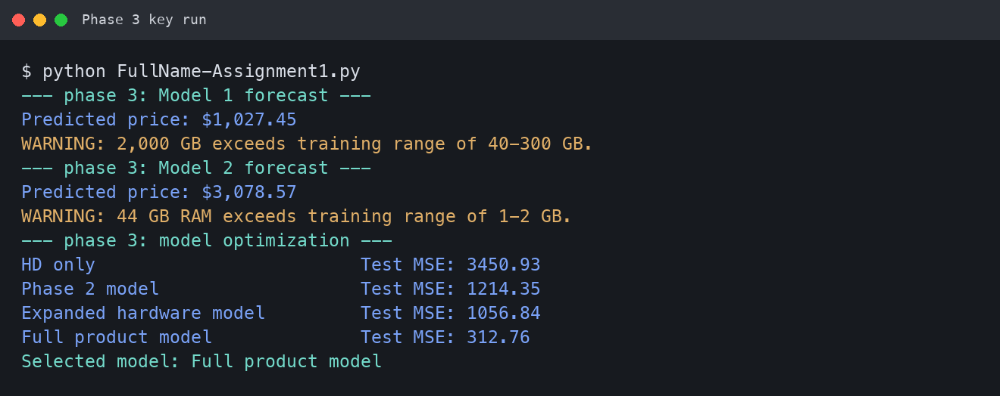 Phase 3 key run
$ python FullName-Assignment1.py
--- phase 3: Model 1 forecast ---
Predicted price: $1,027.45
WARNING: 2,000 GB exceeds training range of 40-300 GB.
--- phase 3: Model 2 forecast ---
Predicted price: $3,078.57
WARNING: 44 GB RAM exceeds training range of 1-2 GB.
--- phase 3: model optimization ---
HD only                         Test MSE: 3450.93
Phase 2 model                   Test MSE: 1214.35
Expanded hardware model         Test MSE: 1056.84
Full product model              Test MSE: 312.76
Selected model: Full product model